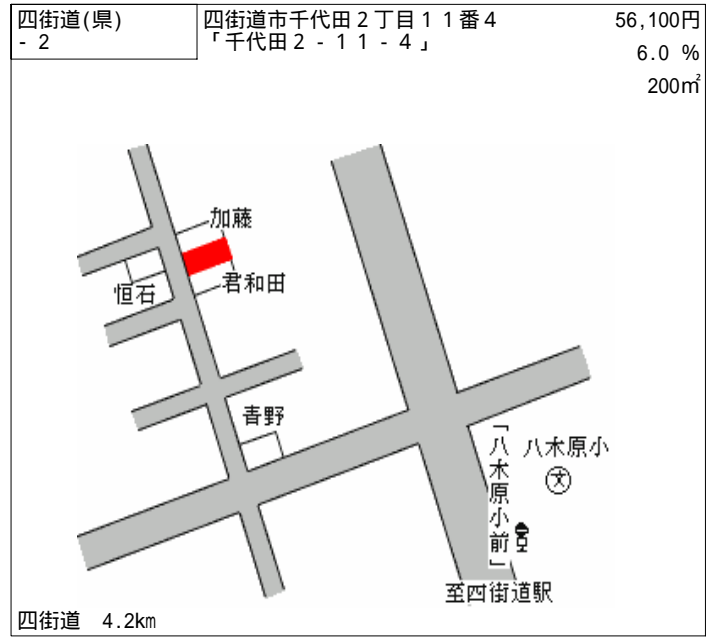 四街道(県)
- 2
四街道市千代田２丁目１１番４
「千代田２‐１１‐４」
56,100円
6.0 %
200㎡
加藤
恒石
君和田
青野
「八木原小前」
八木原小
文
至四街道駅
四街道 4.2km